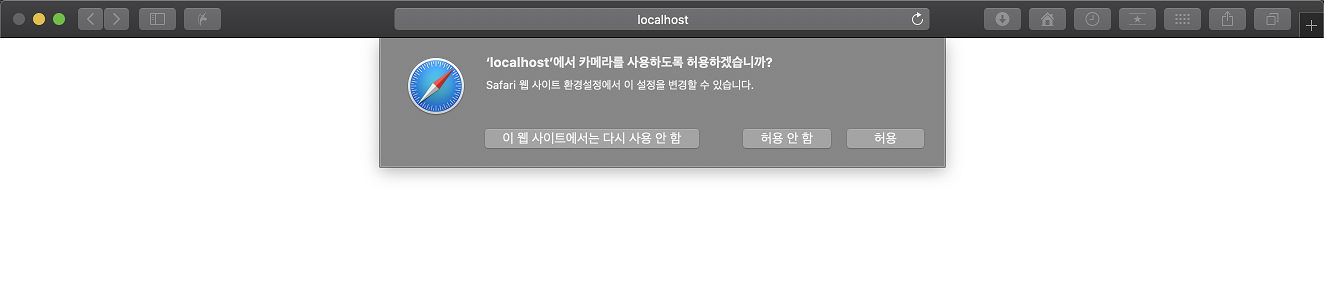 localhost
‘localhost’에서 카메라를 사용하도록 허용하겠습니까?
Safari 웹 사이트 환경설정에서 이 설정을 변경할 수 있습니다.
이 웹 사이트에서는 다시 사용 안 함
허용 안 함
허용